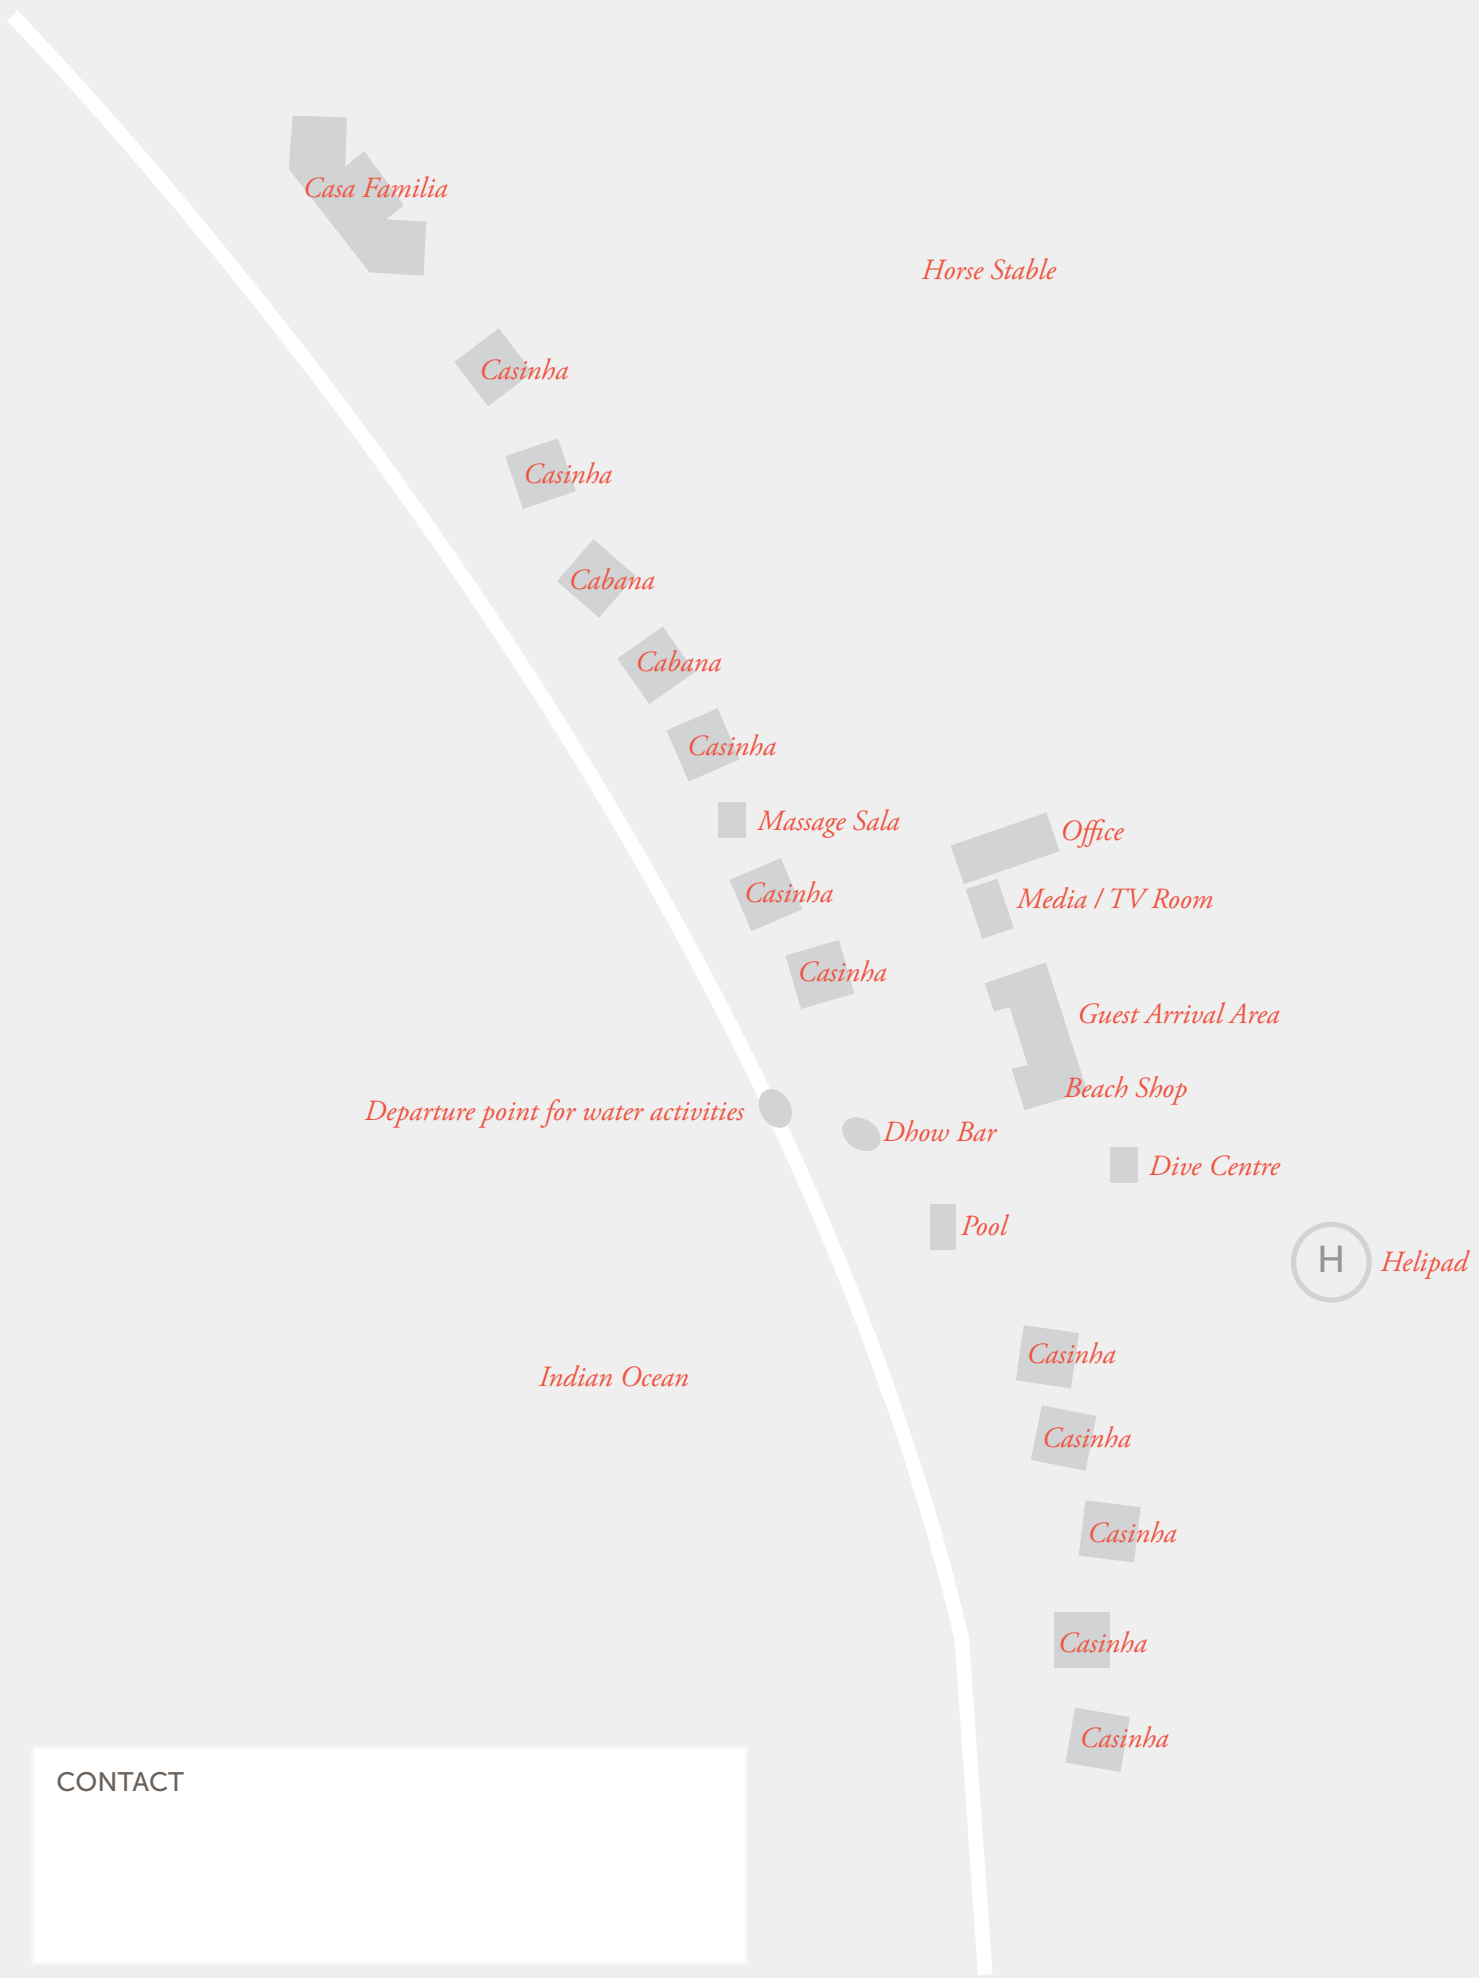 Casa Familia
Horse Stable
Casinha
Casinha
Cabana
Cabana
Casinha
Massage Sala
Office
Casinha
Media / TV Room
Casinha
Guest Arrival Area
Beach Shop
Departure point for water activities
Dhow Bar
Dive Centre
Pool
H
Helipad
Casinha
Indian Ocean
Casinha
Casinha
Casinha
Casinha
CONTACT